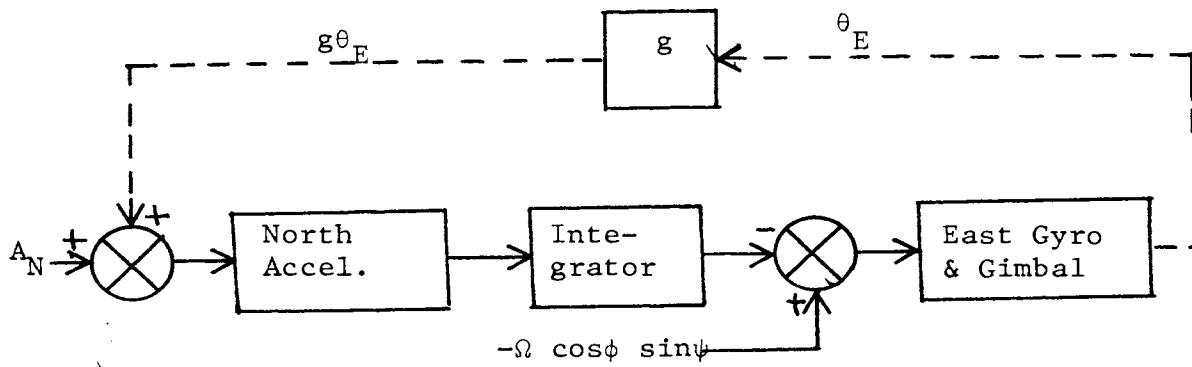 gθ_E
g
θ_E
+
+
A_N
North
Accel.
Inte-
grator
-
+
East Gyro
& Gimbal
-Ω cosϕ sinψ